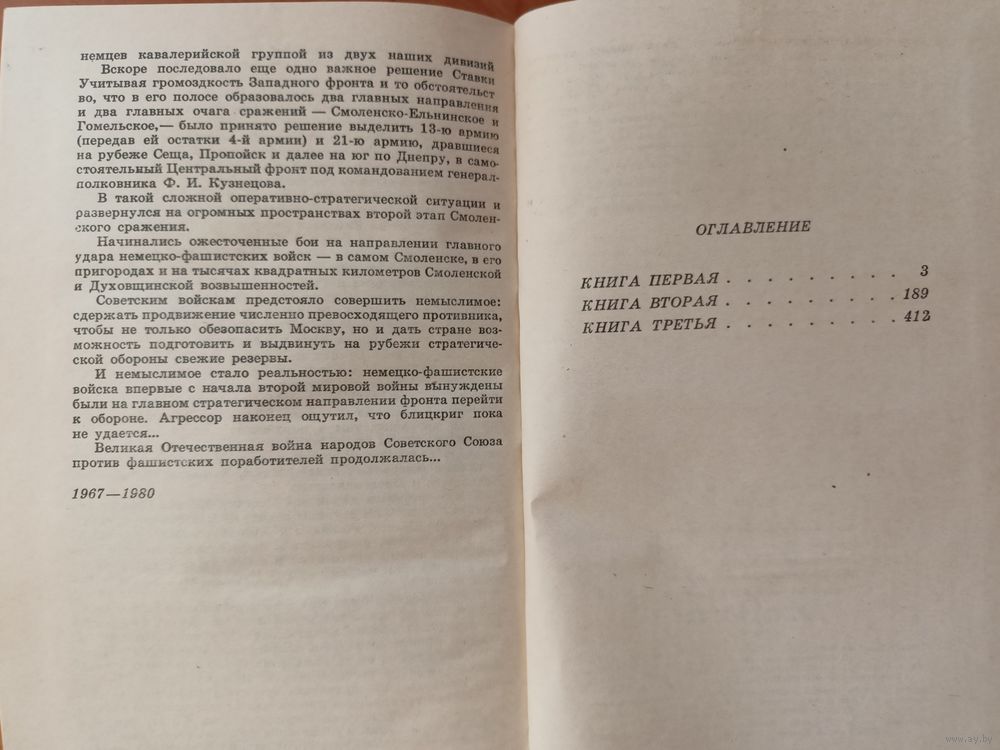 немцев кавалерийской группой из двух наших дивизий
Вскоре последовало еще одно важное решение Ставки
Учитывая громоздкость Западного фронта и то обстоятельст
во, что в его полосе образовалось два главных направления
и два главных очага сражений — Смоленско-Ельнинское и
Гомельское,— было принято решение выделить 13-ю армию
(передав ей остатки 4-й армии) и 21-ю армию, дравшиеся
на рубеже Сеща, Пропойск и далее на юг по Днепру, в само-
стоятельный Центральный фронт под командованием генерал-
полковника Ф. И. Кузнецова.
В такой сложной оперативно-стратегической ситуации и
развернулся на огромных пространствах второй этап Смолен-
ского сражения.
Начинались ожесточенные бои на направлении главного
удара немецко-фашистских войск — в самом Смоленске, в его
пригородах и на тысячах квадратных километров Смоленской
и Духовщинской возвышенностей.
Советским войскам предстояло совершить немыслимое:
сдержать продвижение численно превосходящего противника,
чтобы не только обезопасить Москву, но и дать стране воз-
можность подготовить и выдвинуть на рубежи стратегиче-
ской обороны свежие резервы.
И немыслимое стало реальностью: немецко-фашистские
войска впервые с начала второй мировой войны вынуждены
были на главном стратегическом направлении фронта перейти
к обороне. Агрессор наконец ощутил, что блицкриг пока
не удается...
Великая Отечественная война народов Советского Союза
против фашистских поработителей продолжалась...
1967—1980
ОГЛАВЛЕНИЕ
КНИГА ПЕРВАЯ . . . . . . . . . 3
КНИГА ВТОРАЯ . . . . . . . . . 189
КНИГА ТРЕТЬЯ . . . . . . . . . 412
www.ay.by